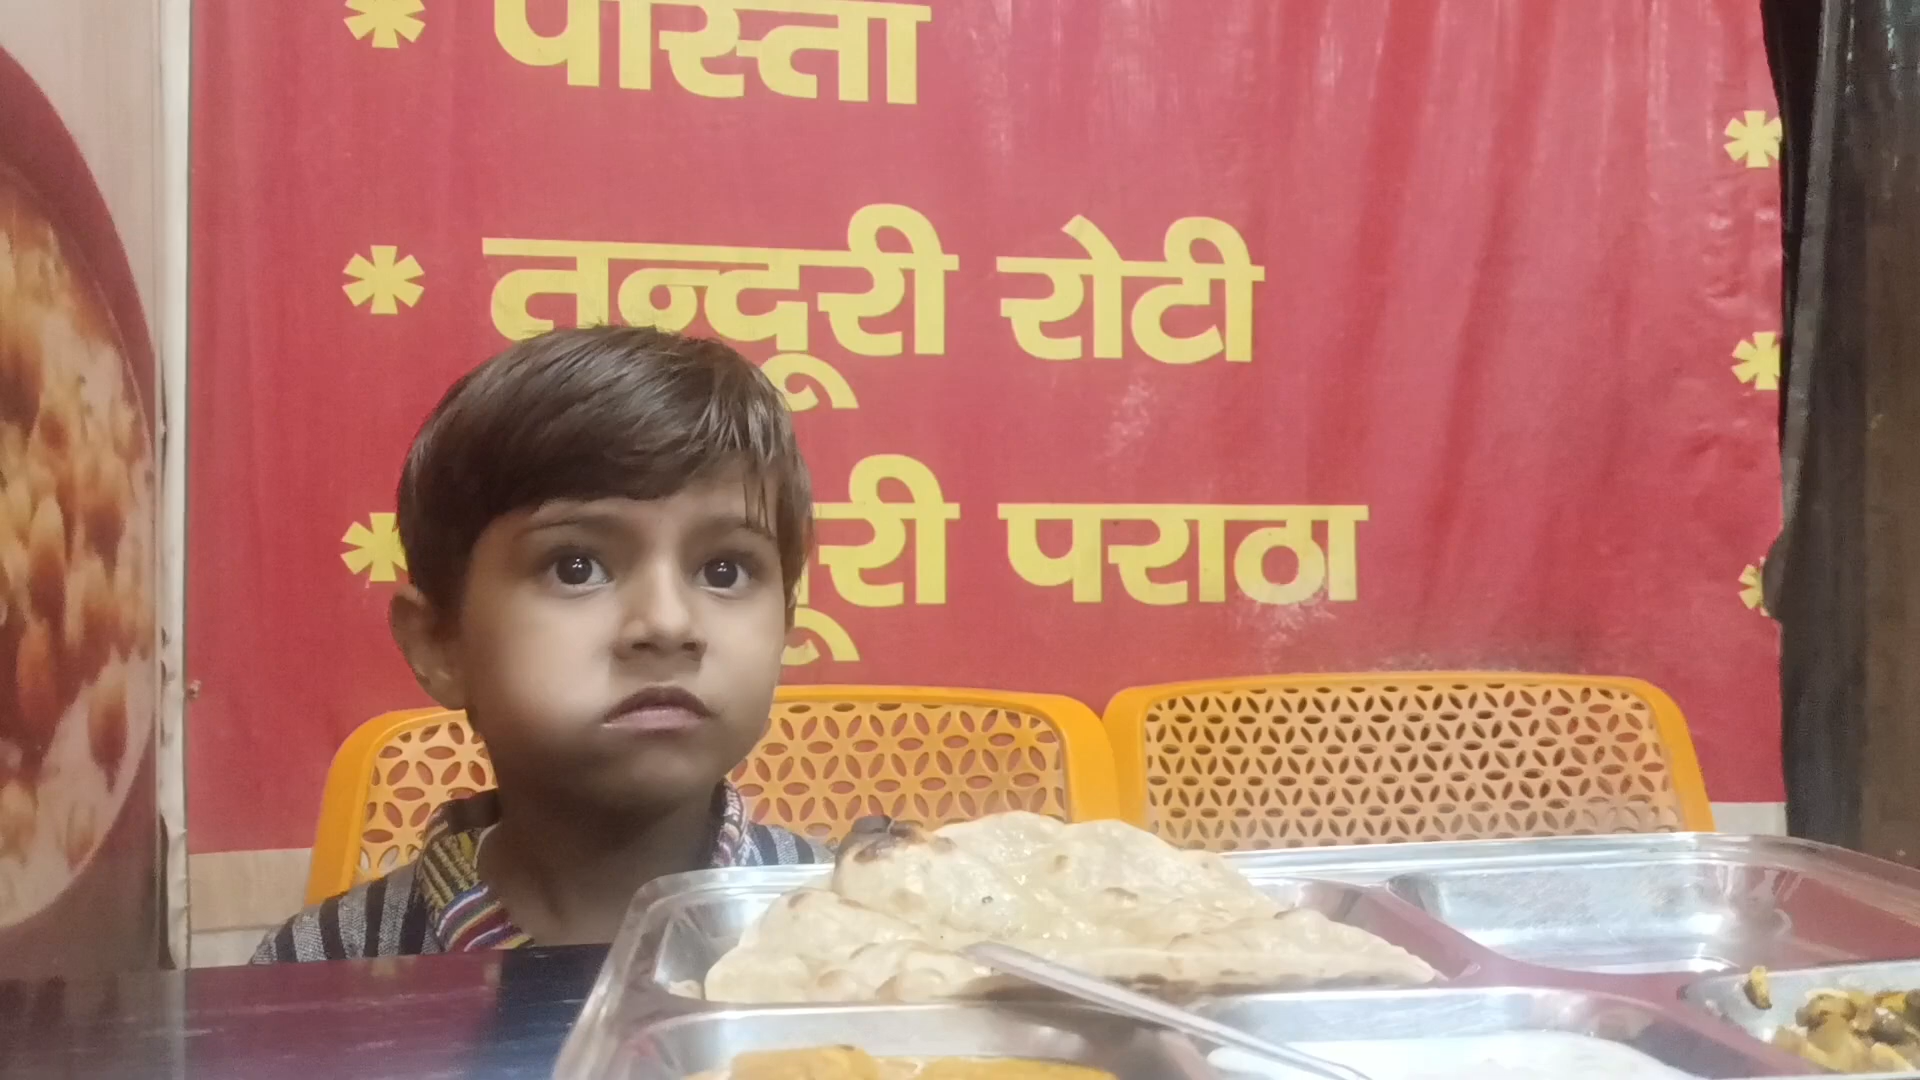 * पास्ता
* तन्दूरी रोटी
* पराठा
*
*
*